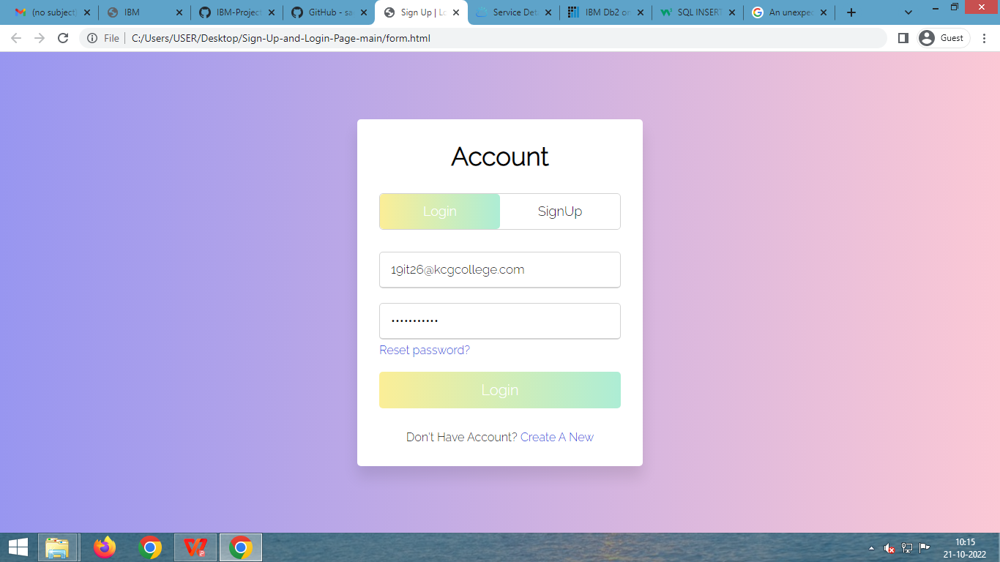 (no subject)
IBM
IBM-Project
GitHub - sa
Sign Up | Lo
Service Deta
IBM Db2 on
SQL INSERT
An unexpec
File
C:/Users/USER/Desktop/Sign-Up-and-Login-Page-main/form.html
Guest
Account
Login
SignUp
19it26@kcgcollege.com
•••••••••••
Reset password?
Login
Don't Have Account? Create A New
10:15
21-10-2022